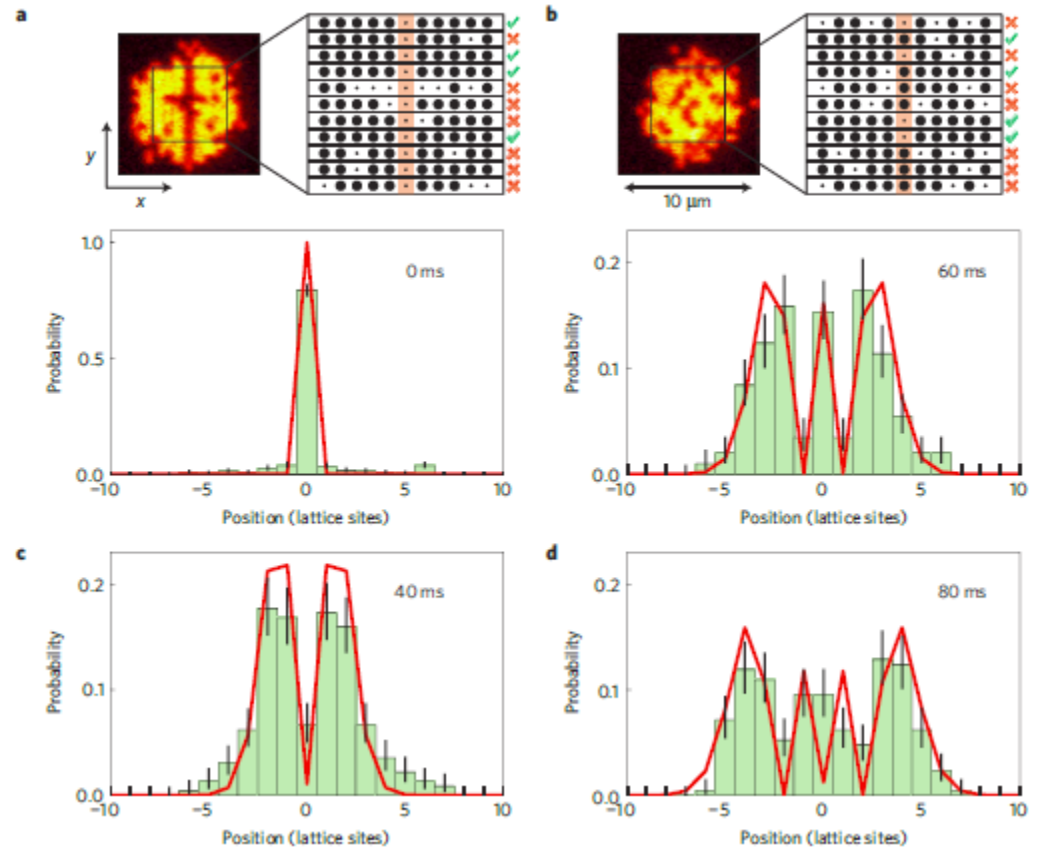 a
b
y
x
10 µm
1.0
0.5
0.0
Probability
0 ms
−10
−5
0
5
10
Position (lattice sites)
0.2
0.1
0.0
Probability
60 ms
−10
−5
0
5
10
Position (lattice sites)
c
d
0.2
0.1
0.0
Probability
40 ms
−10
−5
0
5
10
Position (lattice sites)
0.2
0.1
0.0
Probability
80 ms
−10
−5
0
5
10
Position (lattice sites)